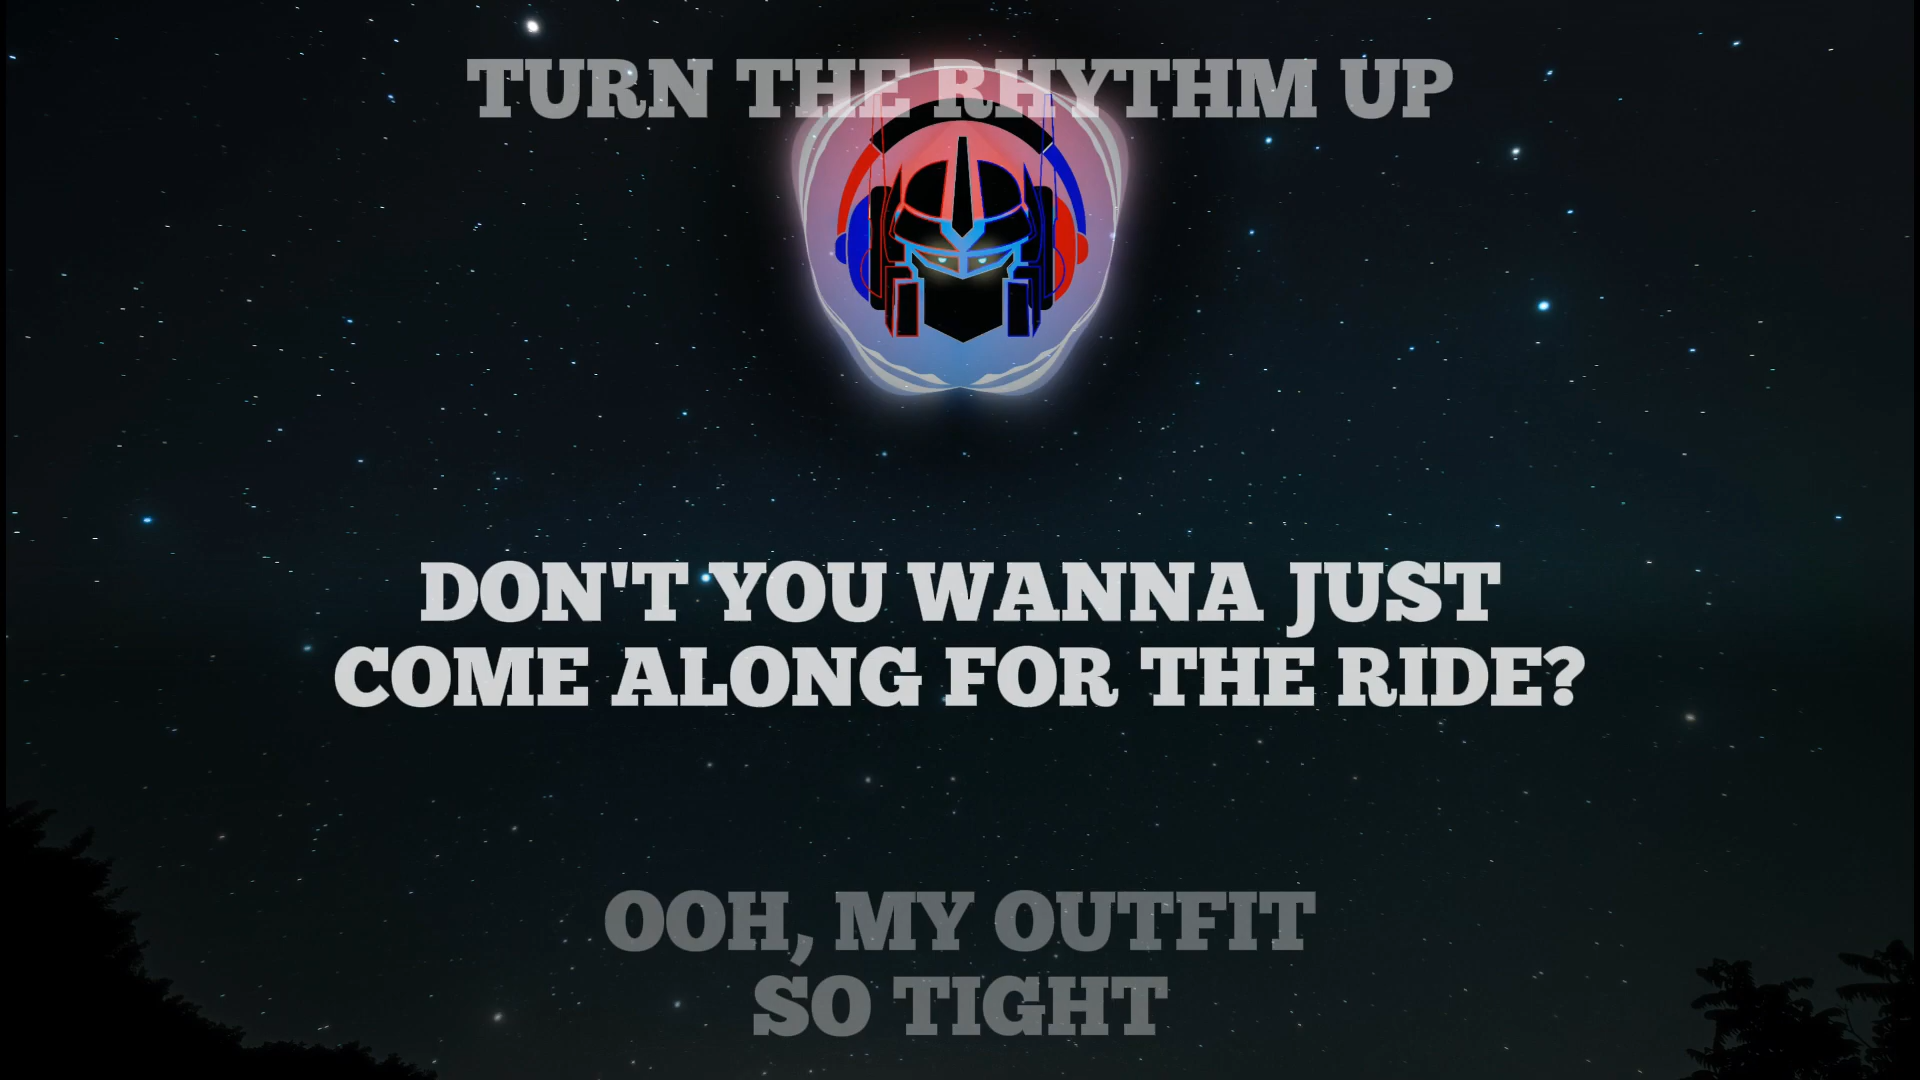 TURN THE RHYTHM UP
DON'T YOU WANNA JUST
COME ALONG FOR THE RIDE?
OOH, MY OUTFIT
SO TIGHT